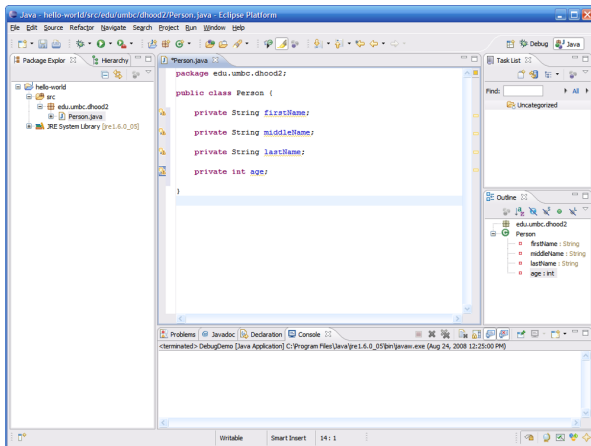 Java - hello-world/src/edu/umbc/dhood2/Person.java - Eclipse Platform
File Edit Source Refactor Navigate Search Project Run Window Help
Debug Java
Package Explor Hierarchy
hello-world
src
edu.umbc.dhood2
Person.java
JRE System Library [jre1.6.0_05]
*Person.java
package edu.umbc.dhood2;
public class Person {
private String firstName;
private String middleName;
private String lastName;
private int age;
}
Task List
Find: All
Uncategorized
Outline
edu.umbc.dhood2
Person
firstName : String
middleName : String
lastName : String
age : int
Problems Javadoc Declaration Console
<terminated> DebugDemo [Java Application] C:\Program Files\Java\jre1.6.0_05\bin\javaw.exe (Aug 24, 2008 12:25:00 PM)
Writable Smart Insert 14 : 1